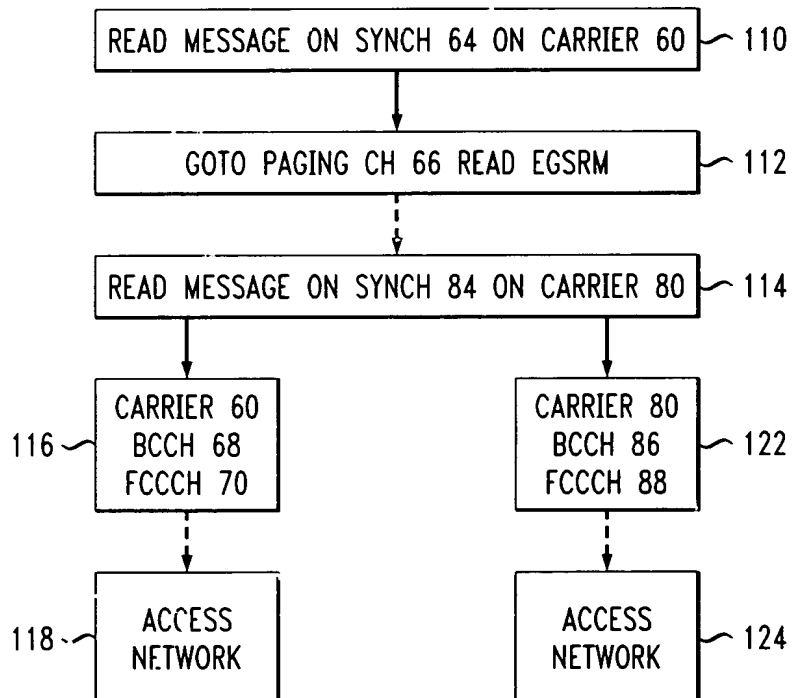 READ MESSAGE ON SYNCH 64 ON CARRIER 60
110
GOTO PAGING CH 66 READ EGSRM
112
READ MESSAGE ON SYNCH 84 ON CARRIER 80
114
116
CARRIER 60
BCCH 68
FCCCH 70
CARRIER 80
BCCH 86
FCCCH 88
122
118
ACCESS
NETWORK
ACCESS
NETWORK
124